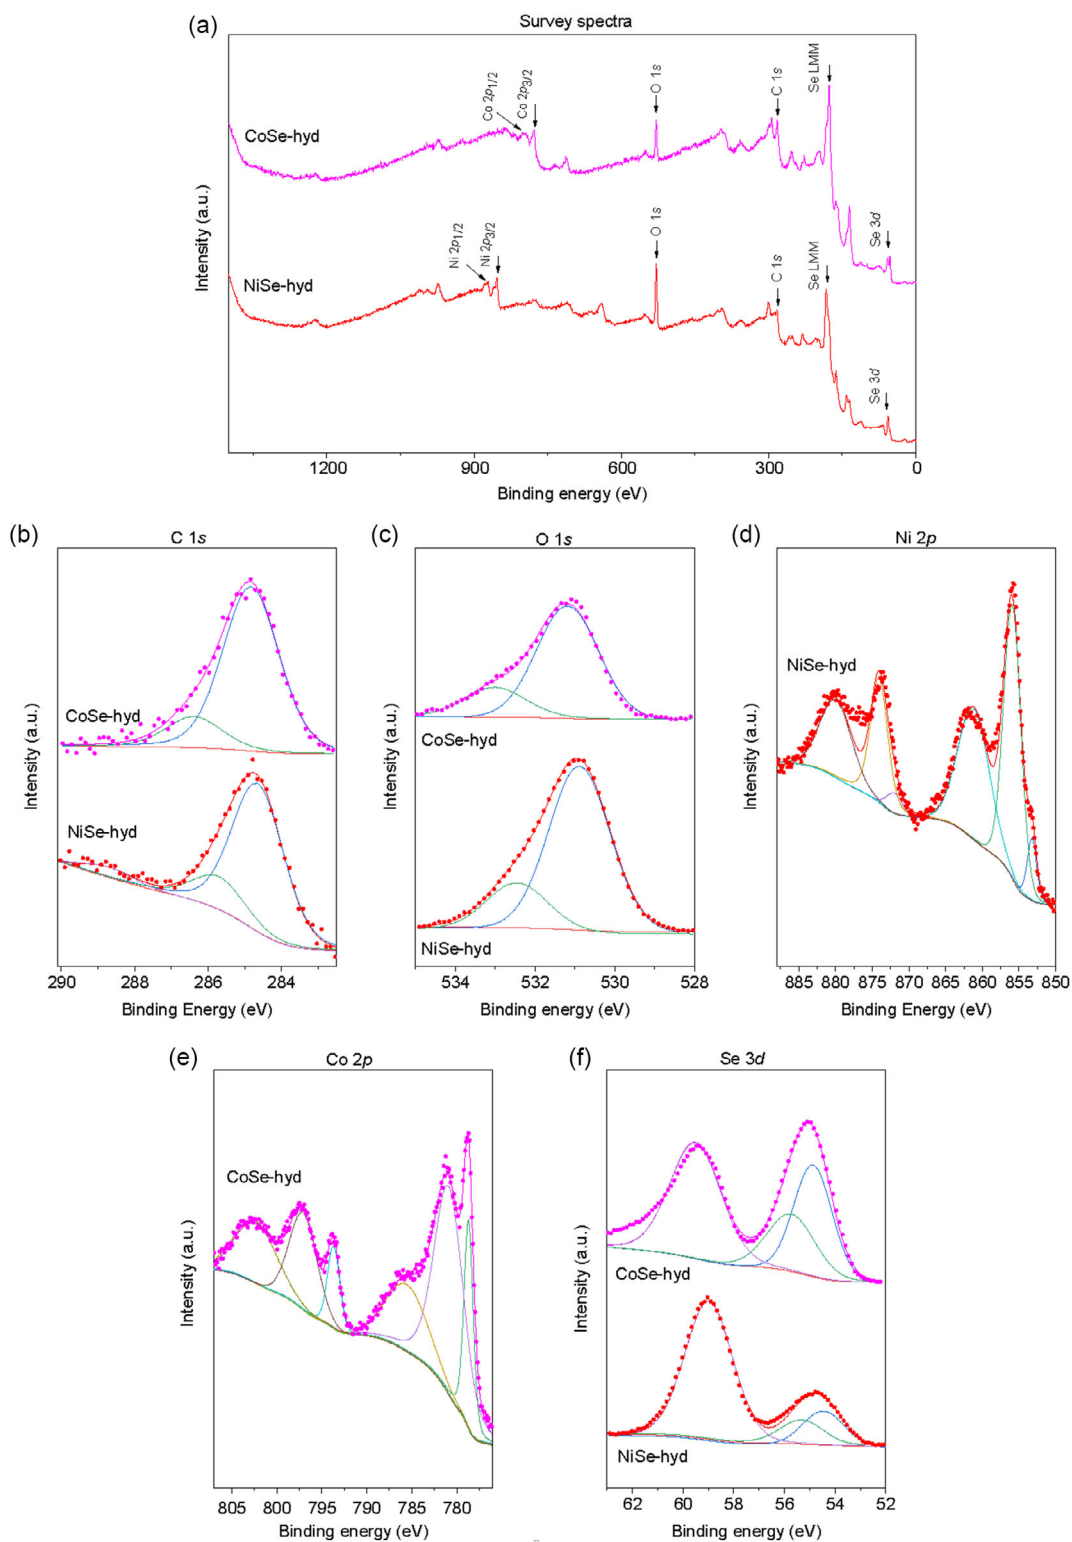 (a)
Survey spectra
Co 2p1/2
Co 2p3/2
O 1s
C 1s
Se LMM
CoSe-hyd
Ni 2p1/2
Ni 2p3/2
O 1s
C 1s
Se LMM
Se 3d
NiSe-hyd
Se 3d
Intensity (a.u.)
1200 900 600 300 0
Binding energy (eV)
(b)
C 1s
CoSe-hyd
NiSe-hyd
Intensity (a.u.)
290 288 286 284
Binding Energy (eV)
(c)
O 1s
CoSe-hyd
NiSe-hyd
Intensity (a.u.)
534 532 530 528
Binding energy (eV)
(d)
Ni 2p
NiSe-hyd
Intensity (a.u.)
885 880 875 870 865 860 855 850
Binding Energy (eV)
(e)
Co 2p
CoSe-hyd
Intensity (a.u.)
805 800 795 790 785 780
Binding energy (eV)
(f)
Se 3d
CoSe-hyd
NiSe-hyd
Intensity (a.u.)
62 60 58 56 54 52
Binding energy (eV)